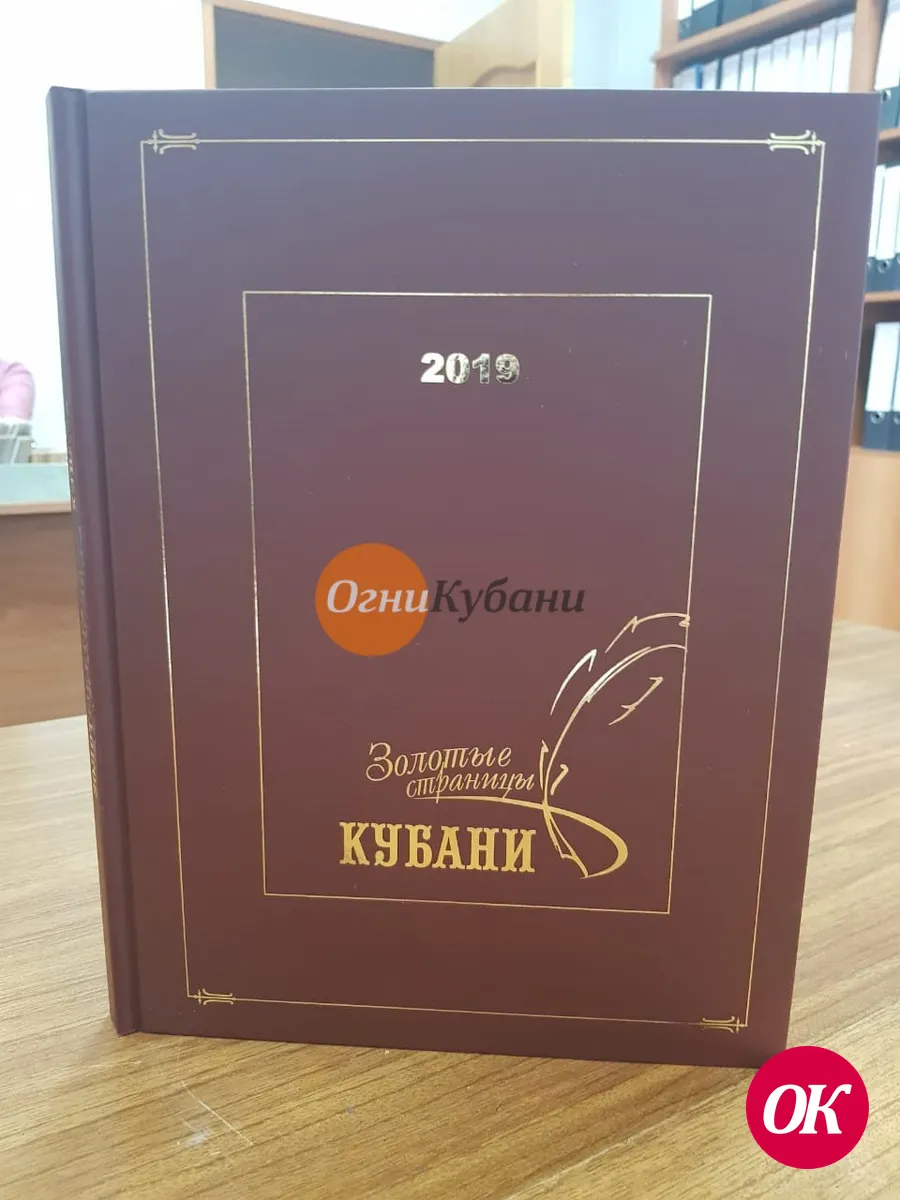 2019
ОгниКубани
Золотые
страницы
КУБАНИ
ОК